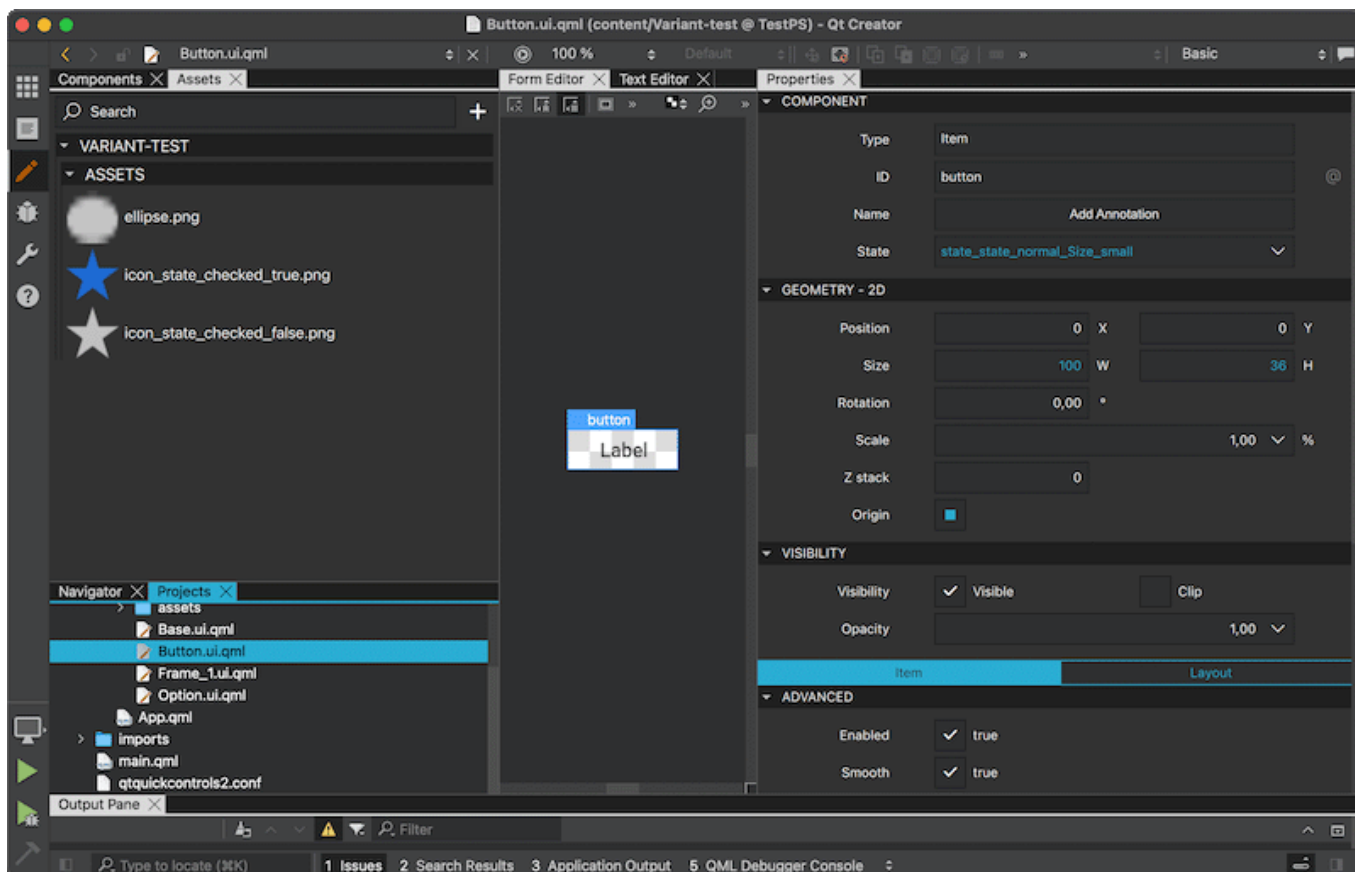 Button.ui.qml (content/Variant-test @ TestPS) - Qt Creator
Button.ui.qml
100 %
Default
»
Basic
Components
Assets
Form Editor
Text Editor
Properties
Search
»
»
VARIANT-TEST
ASSETS
ellipse.png
icon_state_checked_true.png
icon_state_checked_false.png
button
Label
COMPONENT
Type Item
ID button @
Name Add Annotation
State state_state_normal_Size_small
GEOMETRY - 2D
Position 0 X 0 Y
Size 100 W 36 H
Rotation 0,00 °
Scale 1,00 %
Z stack 0
Origin
VISIBILITY
Visibility Visible Clip
Opacity 1,00
Item Layout
ADVANCED
Enabled true
Smooth true
Navigator
Projects
assets
Base.ui.qml
Button.ui.qml
Frame_1.ui.qml
Option.ui.qml
App.qml
imports
main.qml
qtquickcontrols2.conf
Output Pane
Filter
Type to locate (⌘K) 1 Issues 2 Search Results 3 Application Output 5 QML Debugger Console